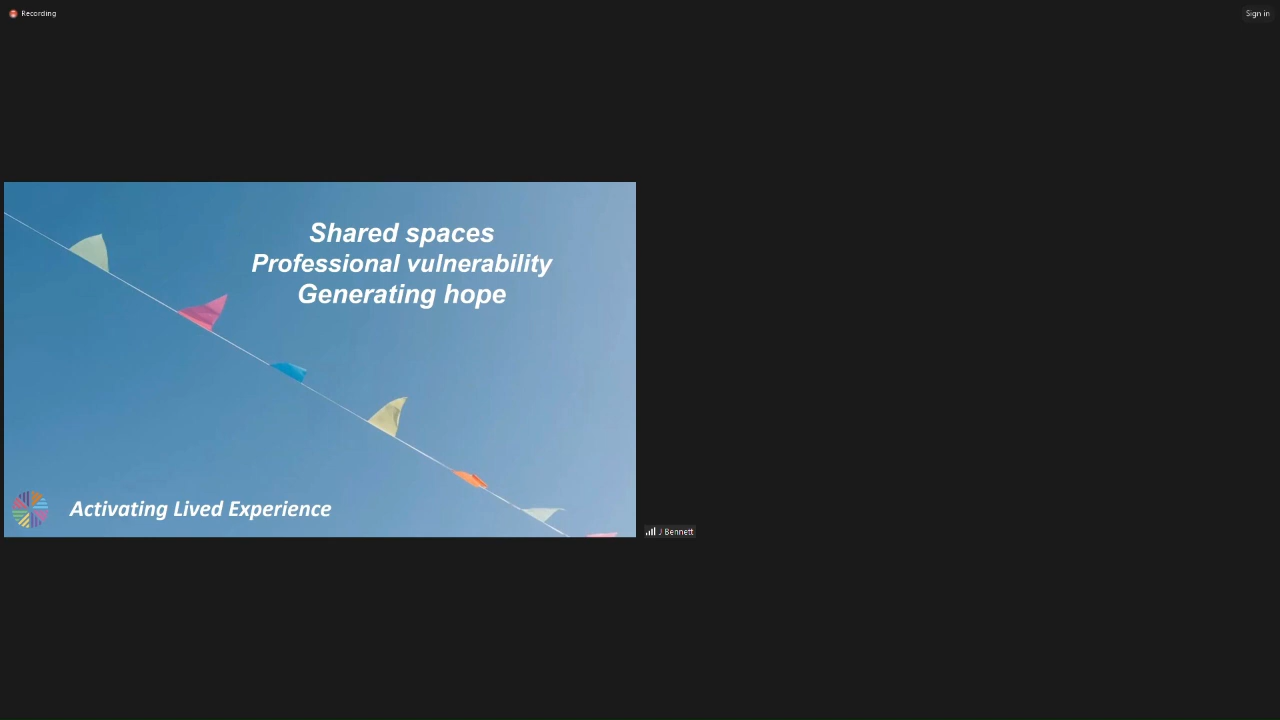 Recording
Sign in
Shared spaces
Professional vulnerability
Generating hope
Activating Lived Experience
J Bennett